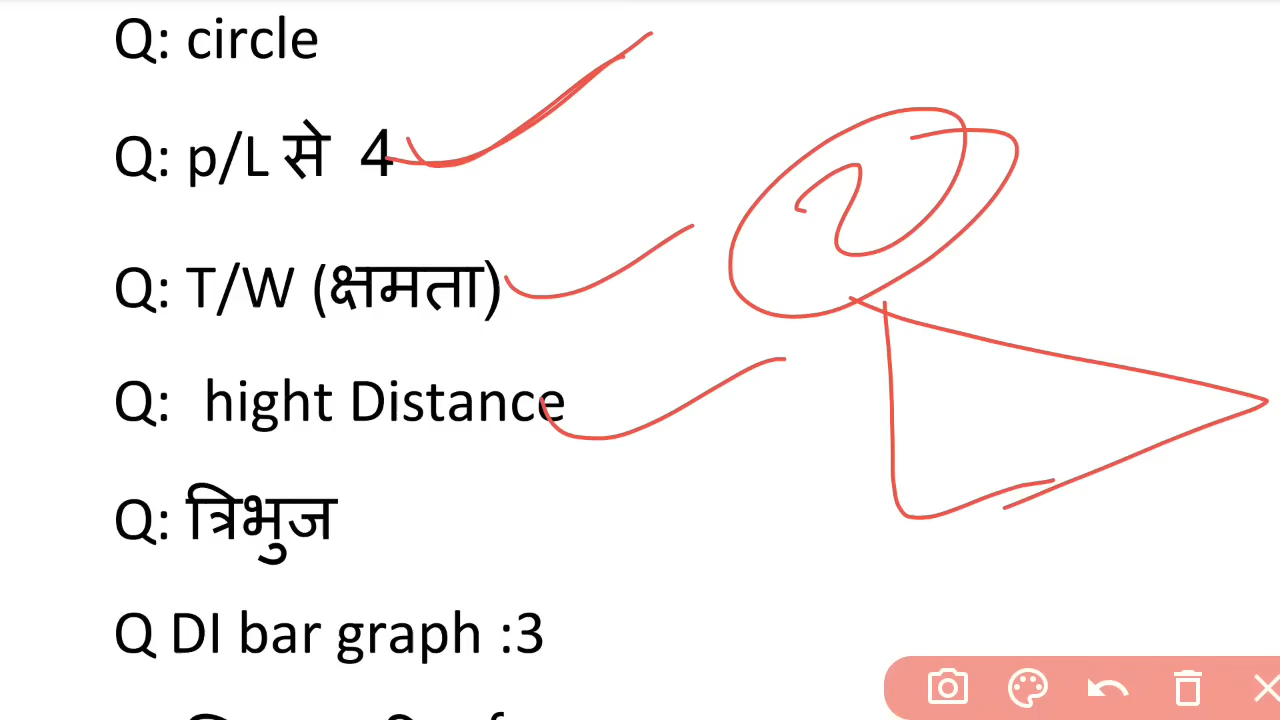 Q: circle
Q: p/L से 4
Q: T/W (क्षमता)
Q: hight Distance
Q: त्रिभुज
Q DI bar graph :3